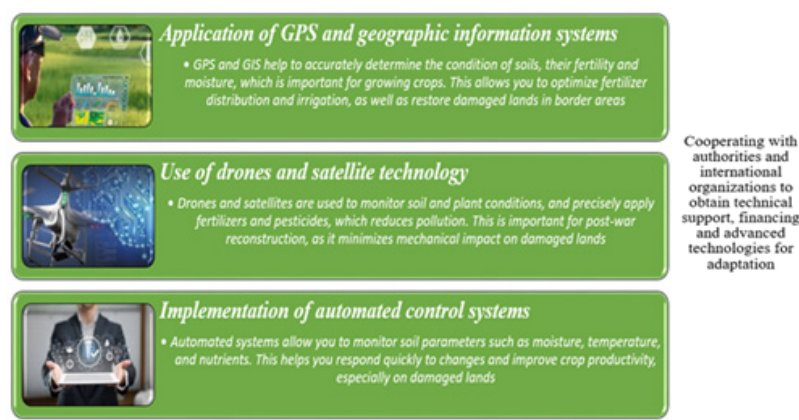 Application of GPS and geographic information systems
• GPS and GIS help to accurately determine the condition of soils, their fertility and
moisture, which is important for growing crops. This allows you to optimize fertilizer
distribution and irrigation, as well as restore damaged lands in border areas
Use of drones and satellite technology
• Drones and satellites are used to monitor soil and plant conditions, and precisely apply
fertilizers and pesticides, which reduces pollution. This is important for post-war
reconstruction, as it minimizes mechanical impact on damaged lands
Implementation of automated control systems
• Automated systems allow you to monitor soil parameters such as moisture, temperature,
and nutrients. This helps you respond quickly to changes and improve crop productivity,
especially on damaged lands
Cooperating with
authorities and
international
organizations to
obtain technical
support, financing
and advanced
technologies for
adaptation